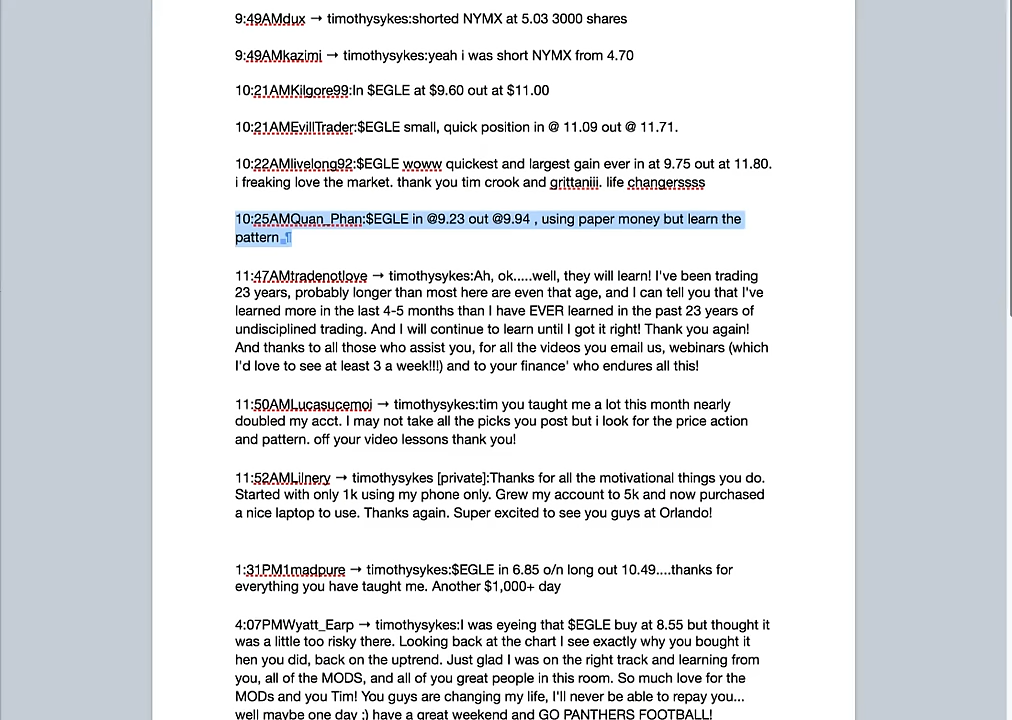 9:49AMdux → timothysykes:shorted NYMX at 5.03 3000 shares
9:49AMkazimi → timothysykes:yeah i was short NYMX from 4.70
10:21AMKilgore99:In $EGLE at $9.60 out at $11.00
10:21AMEvillTrader:$EGLE small, quick position in @ 11.09 out @ 11.71.
10:22AMlivelong92:$EGLE woww quickest and largest gain ever in at 9.75 out at 11.80.
i freaking love the market. thank you tim crook and grittaniii. life changerssss
10:25AMQuan_Phan:$EGLE in @9.23 out @9.94 , using paper money but learn the
pattern ¶
11:47AMtradenotlove → timothysykes:Ah, ok.....well, they will learn! I've been trading
23 years, probably longer than most here are even that age, and I can tell you that I've
learned more in the last 4-5 months than I have EVER learned in the past 23 years of
undisciplined trading. And I will continue to learn until I got it right! Thank you again!
And thanks to all those who assist you, for all the videos you email us, webinars (which
I'd love to see at least 3 a week!!!) and to your finance' who endures all this!
11:50AMLucasucemoj → timothysykes:tim you taught me a lot this month nearly
doubled my acct. I may not take all the picks you post but i look for the price action
and pattern. off your video lessons thank you!
11:52AMLilnery → timothysykes [private]:Thanks for all the motivational things you do.
Started with only 1k using my phone only. Grew my account to 5k and now purchased
a nice laptop to use. Thanks again. Super excited to see you guys at Orlando!
1:31PM1madpure → timothysykes:$EGLE in 6.85 o/n long out 10.49....thanks for
everything you have taught me. Another $1,000+ day
4:07PMWyatt_Earp → timothysykes:I was eyeing that $EGLE buy at 8.55 but thought it
was a little too risky there. Looking back at the chart I see exactly why you bought it
hen you did, back on the uptrend. Just glad I was on the right track and learning from
you, all of the MODS, and all of you great people in this room. So much love for the
MODs and you Tim! You guys are changing my life, I'll never be able to repay you...
well maybe one day ;) have a great weekend and GO PANTHERS FOOTBALL!